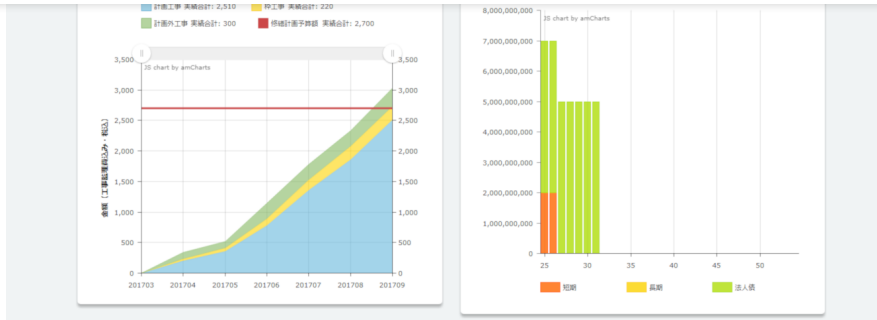 計画工事 実績合計: 2,510
枠工事 実績合計: 220
計画外工事 実績合計: 300
修繕計画予算額 実績合計: 2,700
JS chart by amCharts
3,500
3,000
2,500
2,000
1,500
1,000
500
0
3,500
3,000
2,500
2,000
1,500
1,000
500
0
金額 (工事監理費込み・税込)
201703 201704 201705 201706 201707 201708 201709
8,000,000,000
JS chart by amCharts
7,000,000,000
6,000,000,000
5,000,000,000
4,000,000,000
3,000,000,000
2,000,000,000
1,000,000,000
0
25 30 35 40 45 50
短期 長期 法人債